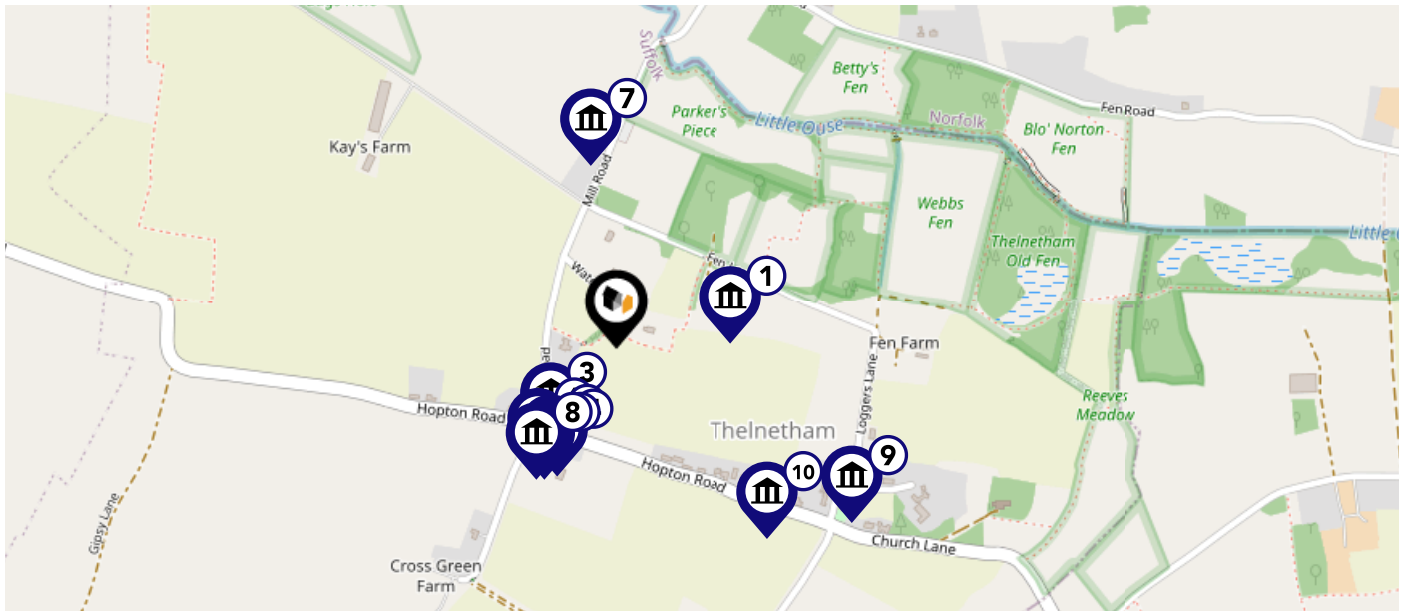 Suffolk
Betty's
Fen
7
Parker's
Piece
Little Ouse
Norfolk
Fen Road
Blo' Norton
Fen
Kay's Farm
Mill Road
Webbs
Fen
Thelnetham
Old Fen
Little
1
Fen Farm
3
Hopton Road
8
Loggers Lane
Reeves
Meadow
Thelnetham
Hopton Road
10
9
Gipsy Lane
Church Lane
Cross Green
Farm